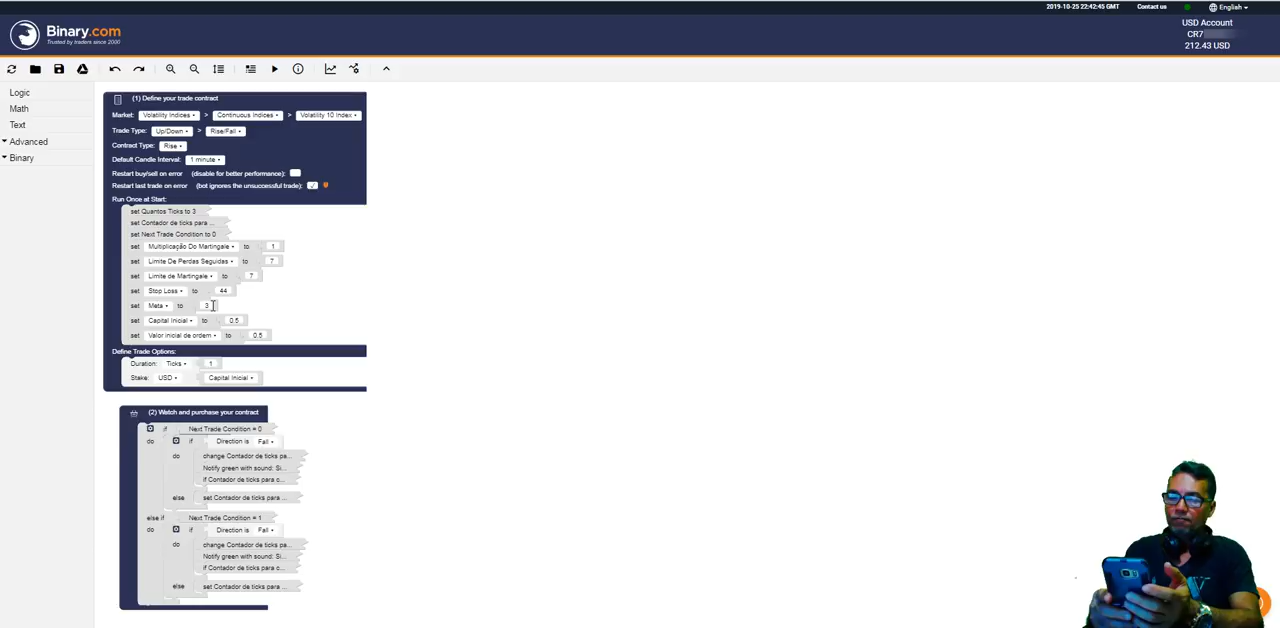 2019-10-25 22:42:45 GMT Contact us English
Binary.com
Trusted by traders since 2000
USD Account
CR7
212.43 USD
Logic
Math
Text
Advanced
Binary
(1) Define your trade contract
Market: Volatility Indices > Continuous Indices > Volatility 10 Index
Trade Type: Up/Down > Rise/Fall
Contract Type: Rise
Default Candle Interval: 1 minute
Restart buy/sell on error (disable for better performance):
Restart last trade on error (bot ignores the unsuccessful trade):
Run Once at Start:
set Quantos Ticks to 3
set Contador de ticks para ...
set Next Trade Condition to 0
set Multiplicação Do Martingale to 1
set Limite De Perdas Seguidas to 7
set Limite de Martingale to 7
set Stop Loss to 44
set Meta to 3
set Capital Inicial to 0.5
set Valor inicial de ordem to 0.5
Define Trade Options:
Duration: Ticks 1
Stake: USD Capital Inicial
(2) Watch and purchase your contract
if Next Trade Condition = 0
do if Direction is Fall
do change Contador de ticks pa...
Notify green with sound: Si...
if Contador de ticks para c...
else set Contador de ticks para ...
else if Next Trade Condition = 1
do if Direction is Fall
do change Contador de ticks pa...
Notify green with sound: Si...
if Contador de ticks para c...
else set Contador de ticks para ...